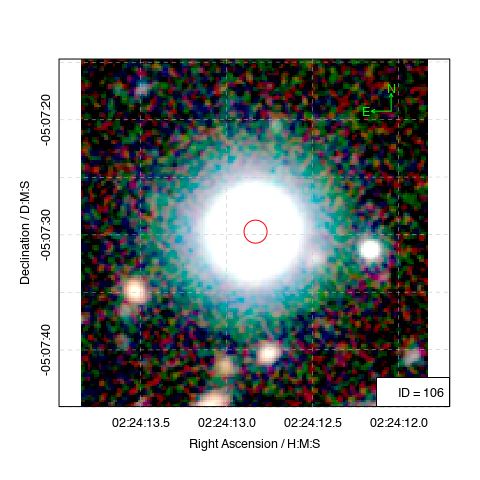 N
E
-05:07:20
-05:07:30
-05:07:40
Declination / D:M:S
ID = 106
02:24:13.5 02:24:13.0 02:24:12.5 02:24:12.0
Right Ascension / H:M:S